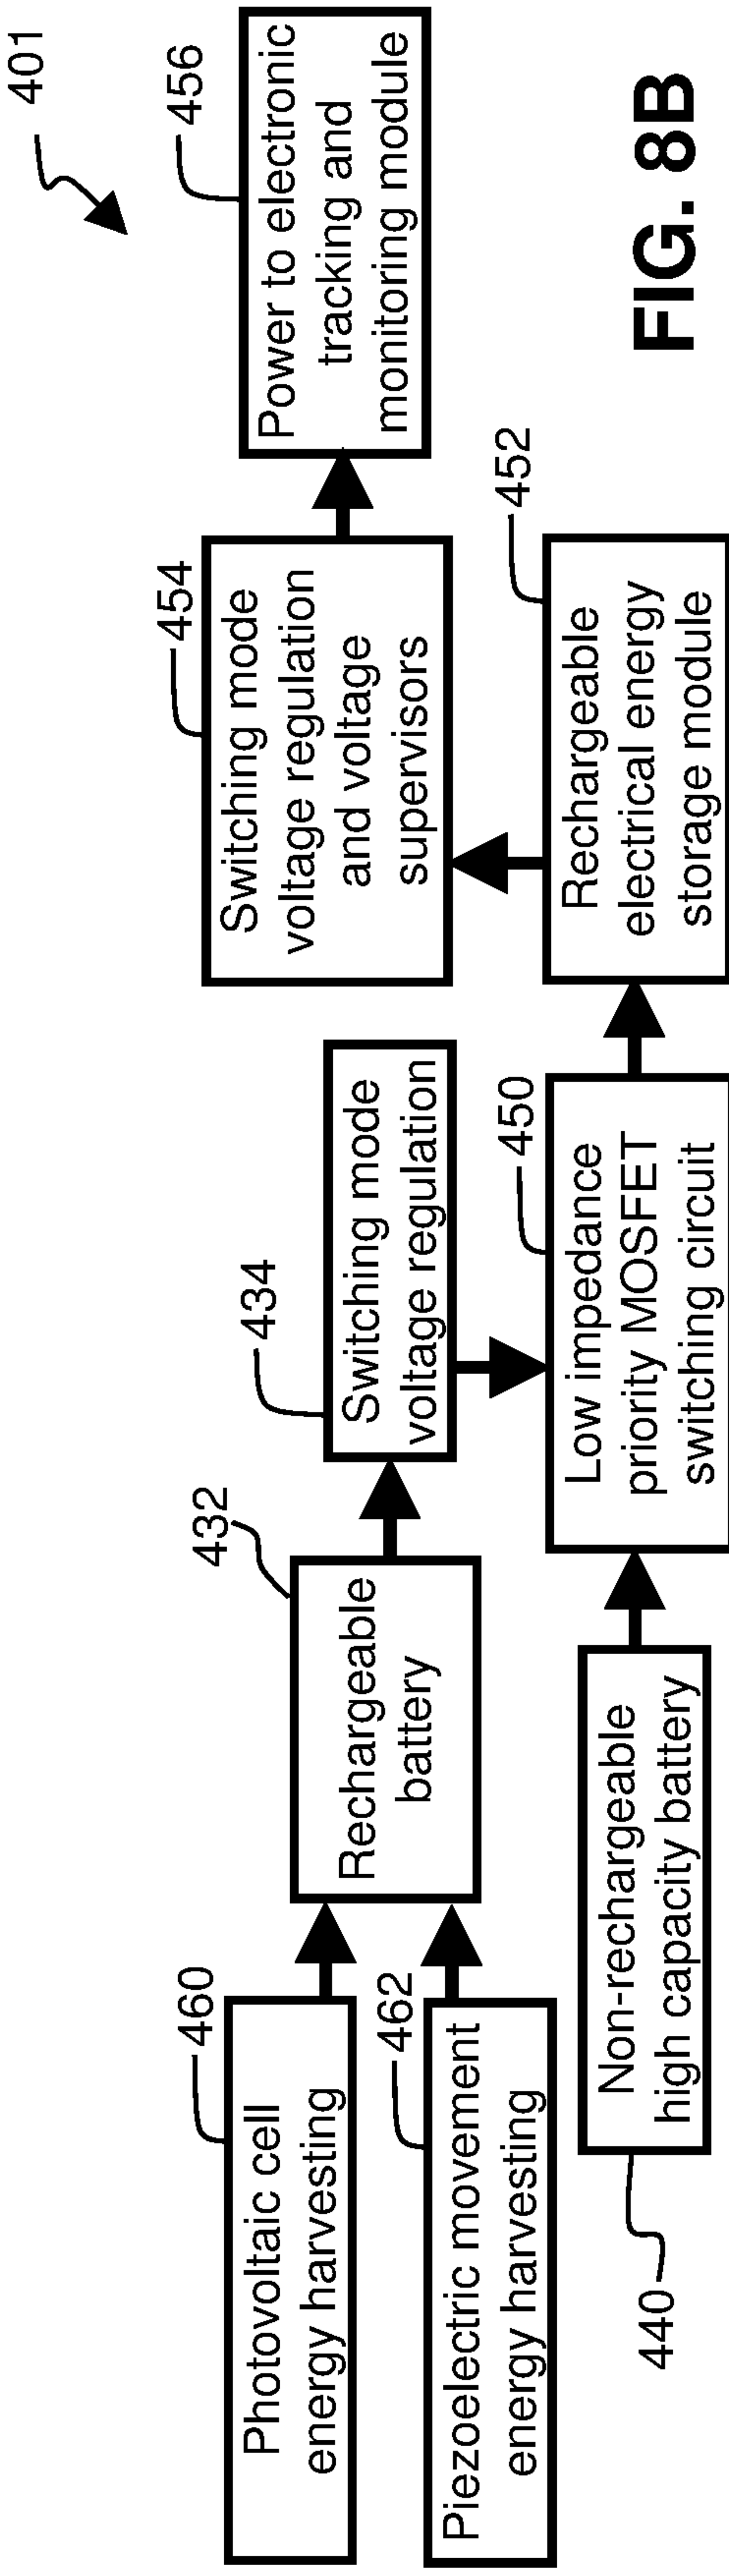 401
460
Photovoltaic cell
energy harvesting
462
Piezoelectric movement
energy harvesting
432
Rechargeable
battery
434
Switching mode
voltage regulation
440
Non-rechargeable
high capacity battery
450
Low impedance
priority MOSFET
switching circuit
452
Rechargeable
electrical energy
storage module
454
Switching mode
voltage regulation
and voltage
supervisors
456
Power to electronic
tracking and
monitoring module
FIG. 8B